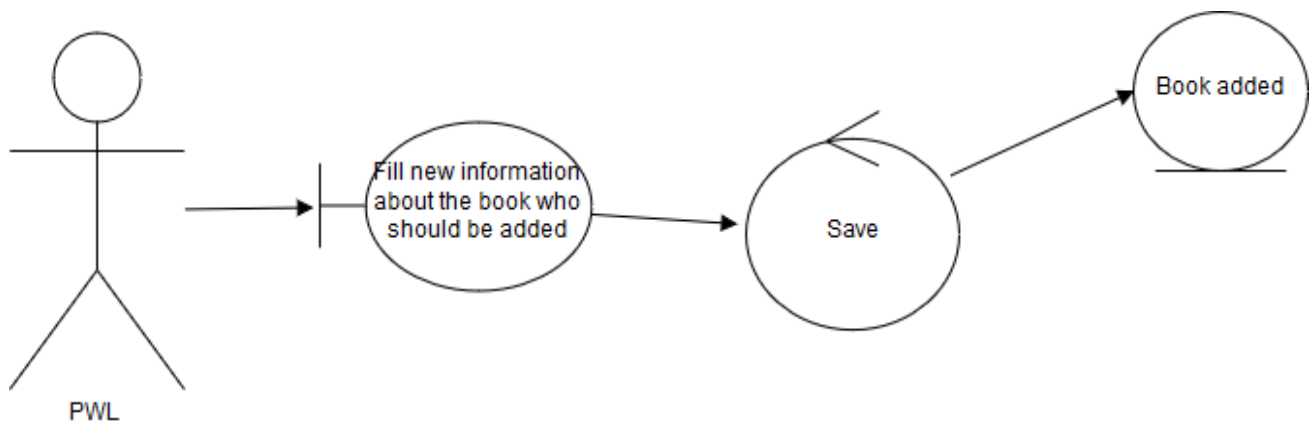 PWL
Fill new information
about the book who
should be added
Save
Book added